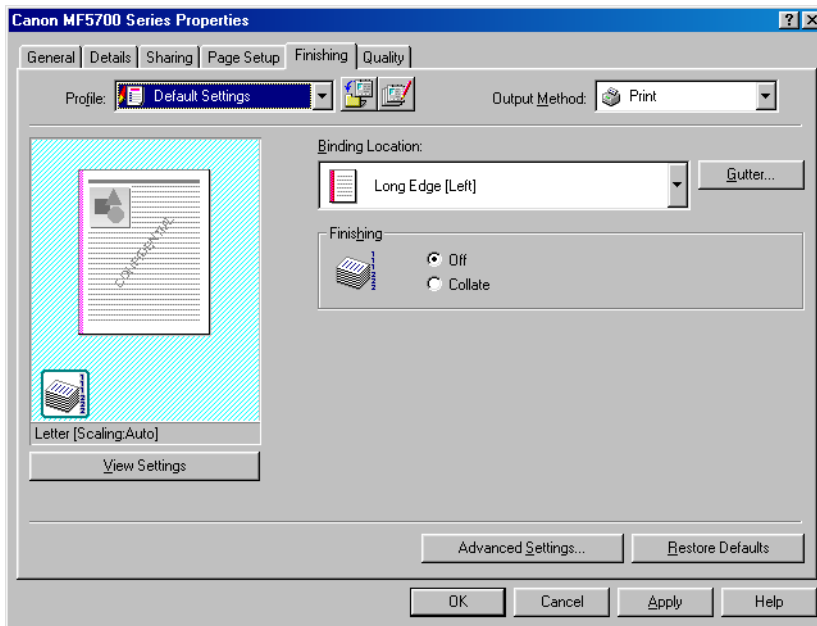 Canon MF5700 Series Properties
General Details Sharing Page Setup Finishing Quality
Profile: Default Settings Output Method: Print
Binding Location:
Long Edge [Left] Gutter...
CONFIDENTIAL
Finishing
Off
Collate
Letter [Scaling:Auto]
View Settings
Advanced Settings... Restore Defaults
OK Cancel Apply Help